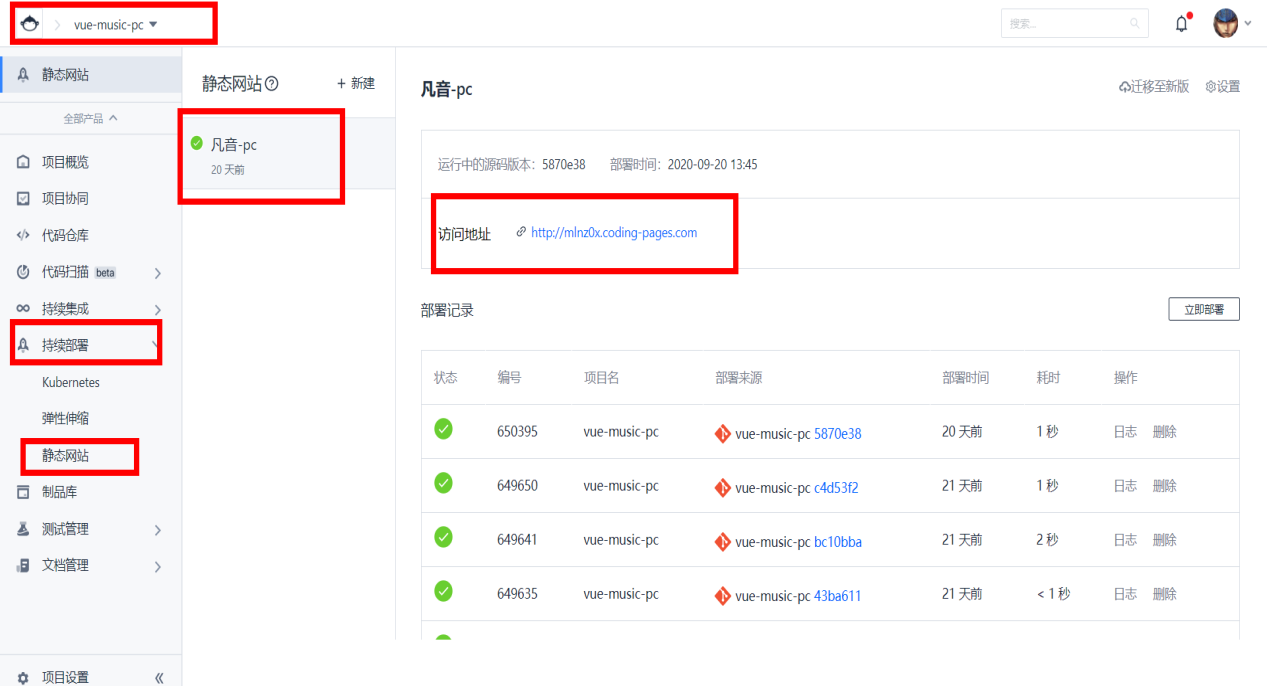 vue-music-pc
搜索...
静态网站
全部产品
项目概览
项目协同
代码仓库
代码扫描 beta
持续集成
持续部署
Kubernetes
弹性伸缩
静态网站
制品库
测试管理
文档管理
项目设置
静态网站
+ 新建
凡音-pc
20 天前
凡音-pc
迁移至新版 设置
运行中的源码版本: 5870e38 部署时间: 2020-09-20 13:45
访问地址 http://mlnz0x.coding-pages.com
部署记录 立即部署
状态 编号 项目名 部署来源 部署时间 耗时 操作
650395 vue-music-pc vue-music-pc 5870e38 20 天前 1 秒 日志 删除
649650 vue-music-pc vue-music-pc c4d53f2 21 天前 1 秒 日志 删除
649641 vue-music-pc vue-music-pc bc10bba 21 天前 2 秒 日志 删除
649635 vue-music-pc vue-music-pc 43ba611 21 天前 < 1 秒 日志 删除